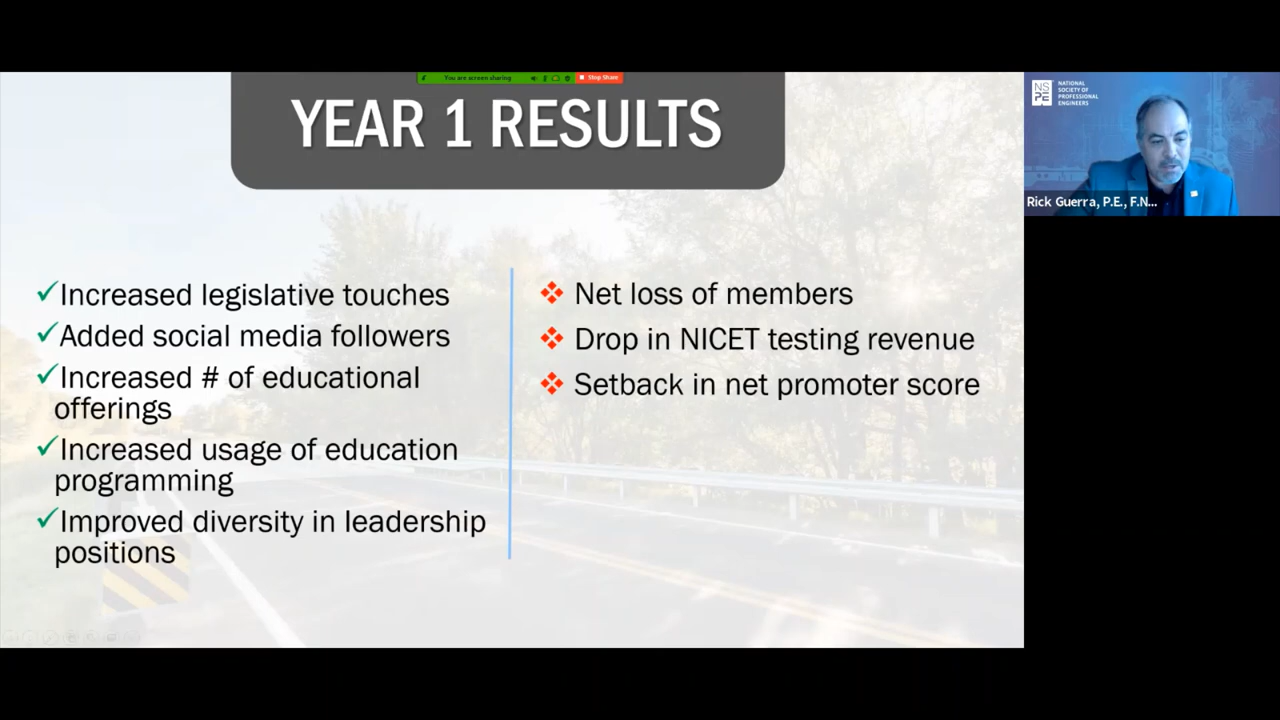 You are screen sharing
Stop Share
YEAR 1 RESULTS
Increased legislative touches
Added social media followers
Increased # of educational
offerings
Increased usage of education
programming
Improved diversity in leadership
positions
Net loss of members
Drop in NICET testing revenue
Setback in net promoter score
NS
PE
NATIONAL
SOCIETY OF
PROFESSIONAL
ENGINEERS
Rick Guerra, P.E., F.N...